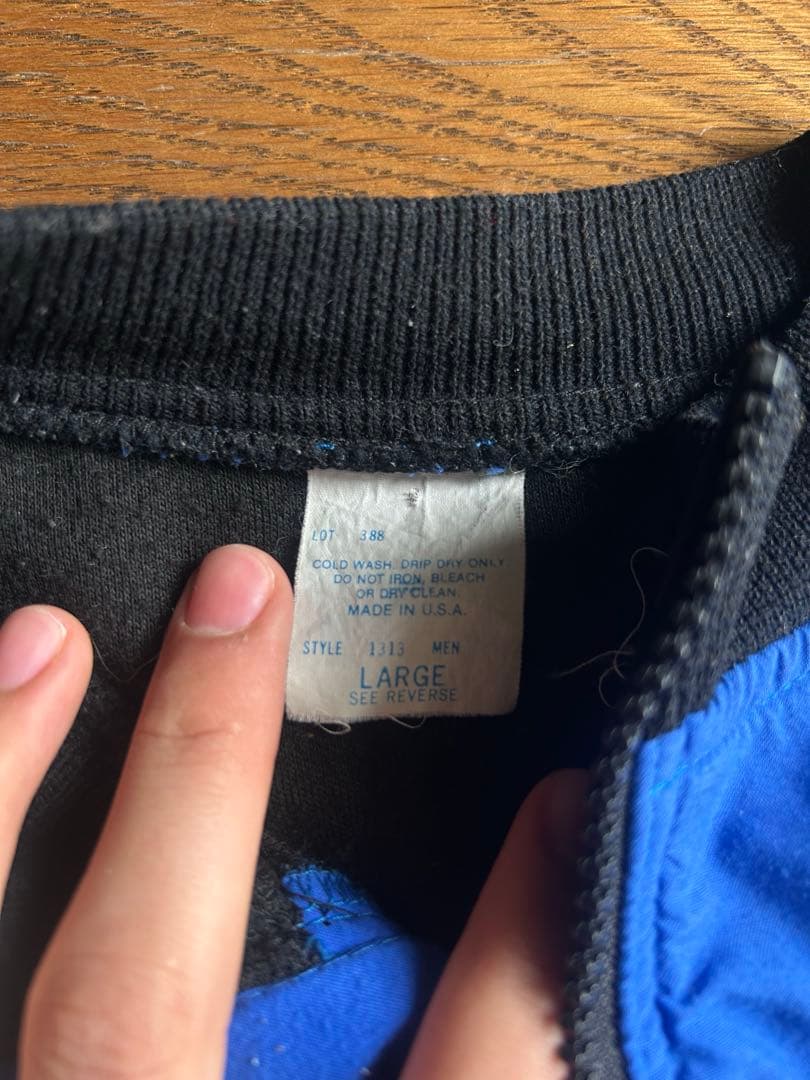 LOT 388
COLD WASH. DRIP DRY ONLY
DO NOT IRON, BLEACH
OR DRY CLEAN.
MADE IN U.S.A.
STYLE 1313 MEN
LARGE
SEE REVERSE